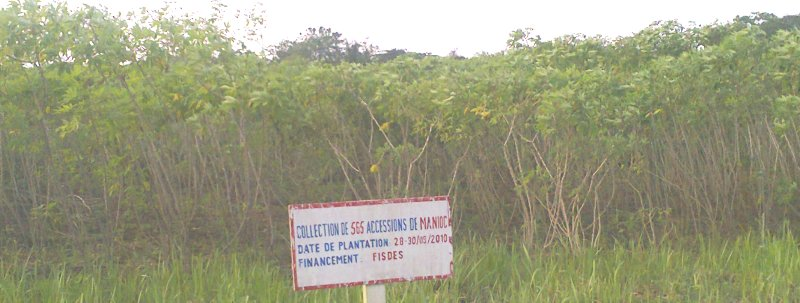 COLLECTION DE 565 ACCESSIONS DE MANIOC
DATE DE PLANTATION: 28-30/05/2010
FINANCEMENT: FISDES